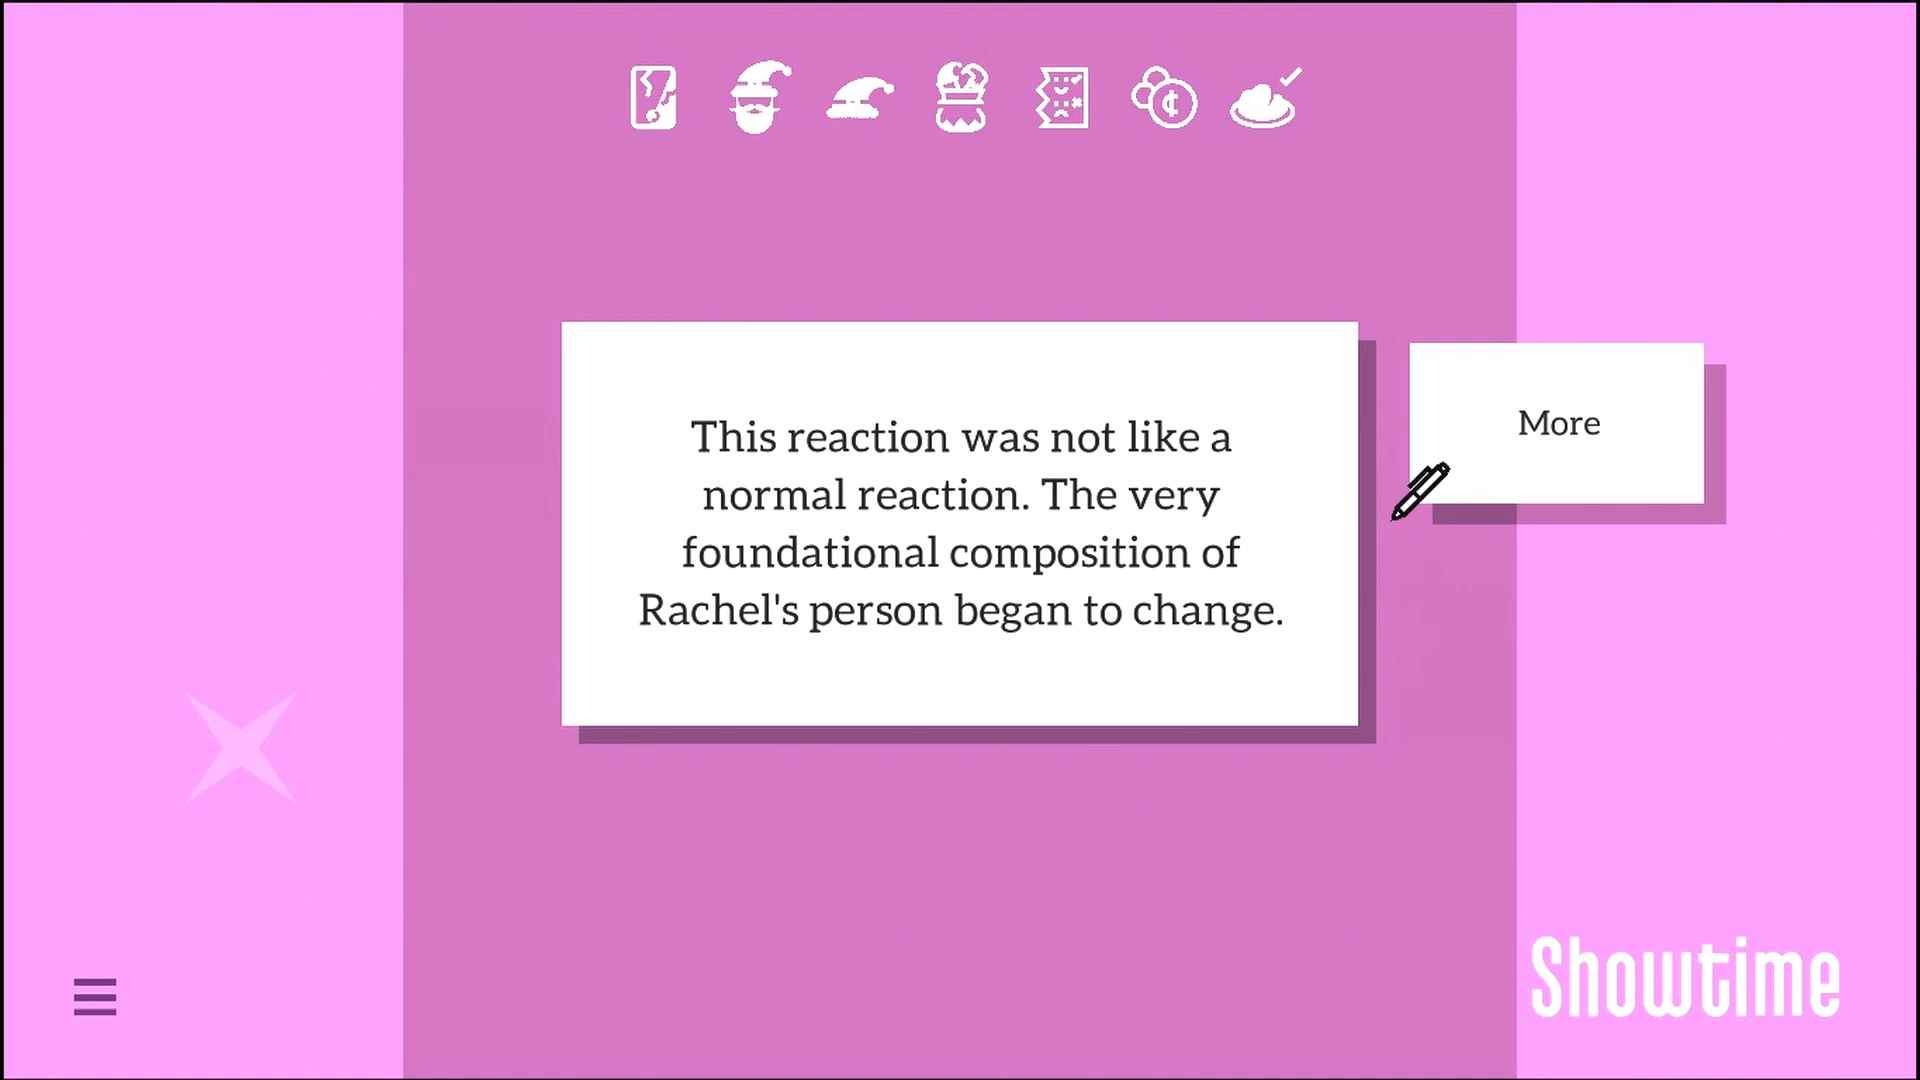 This reaction was not like a
normal reaction. The very
foundational composition of
Rachel's person began to change.
More
Showtime